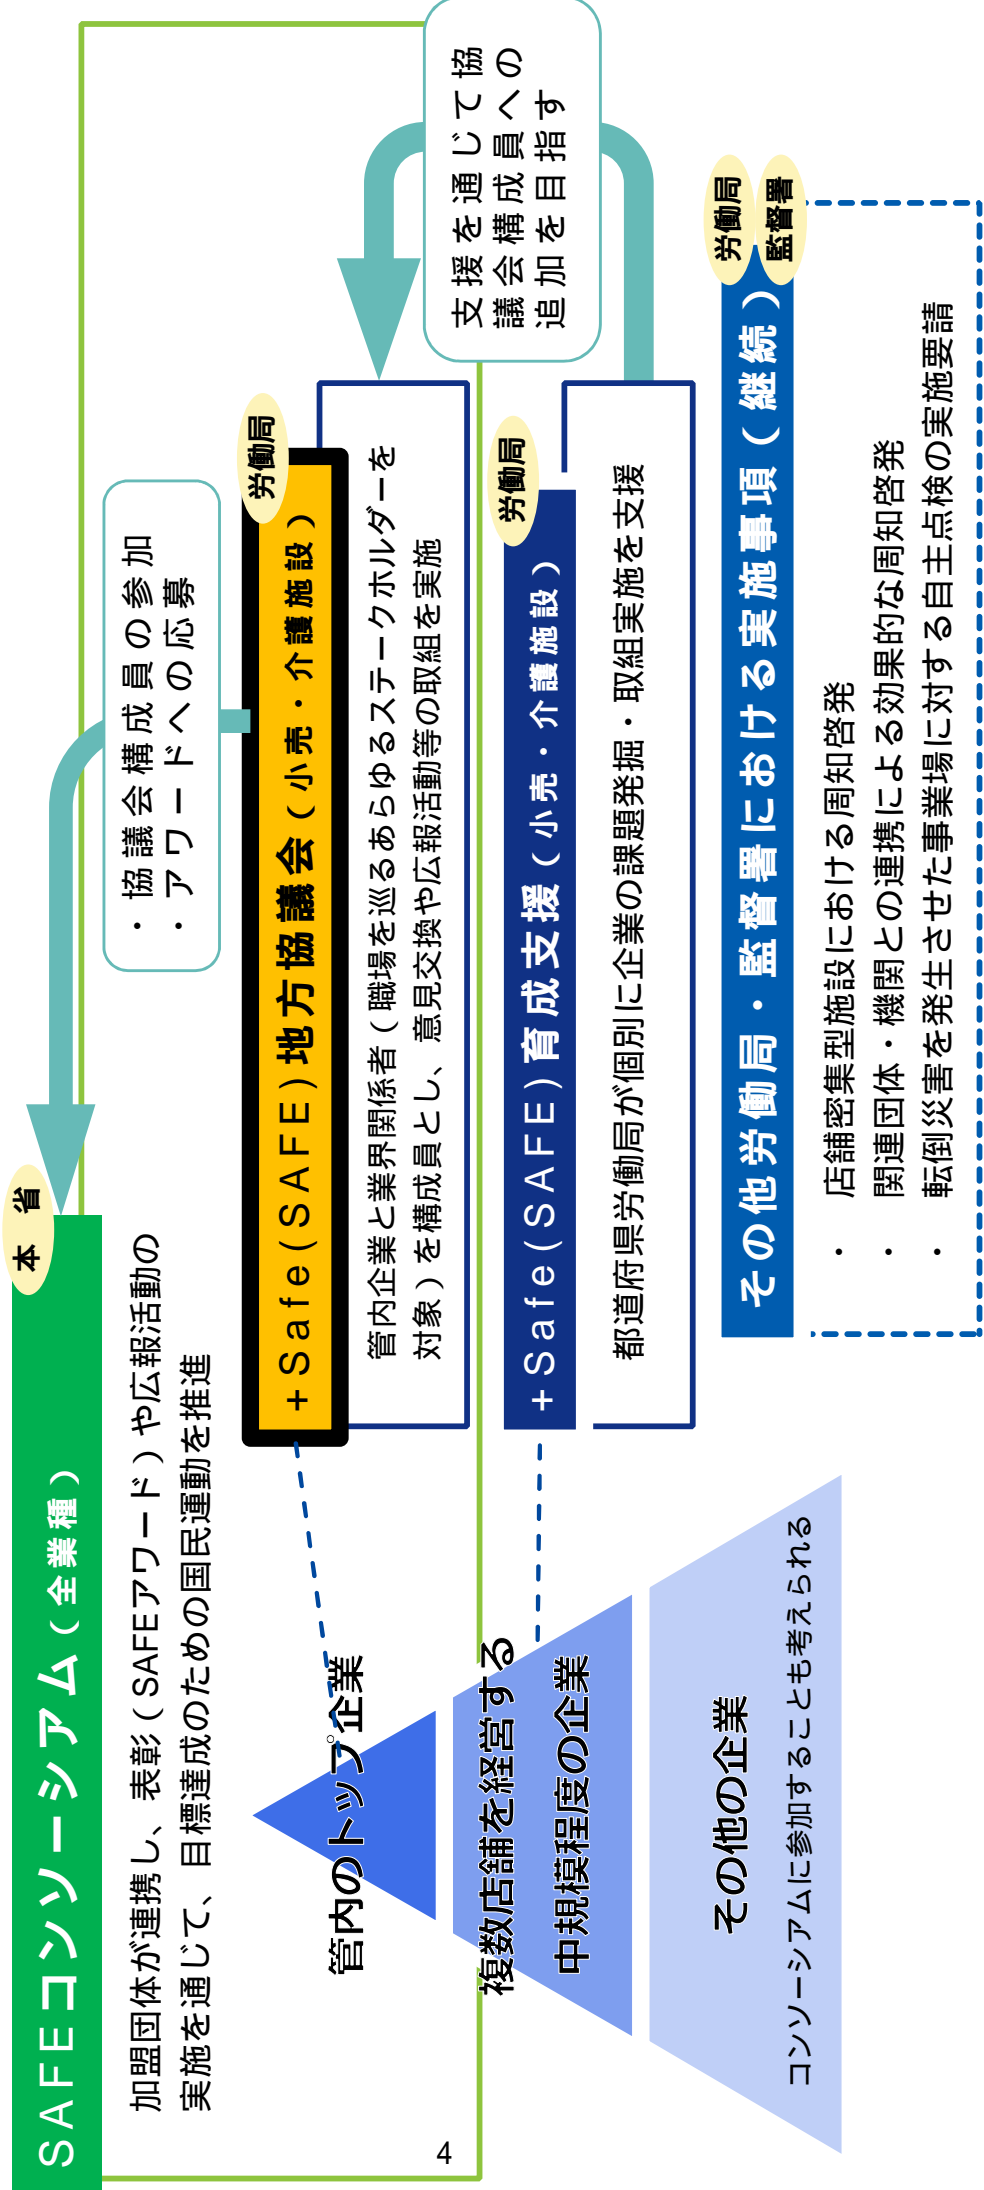 本 省
SAFEコンソーシアム（全業種）
加盟団体が連携し、表彰（SAFEアワード）や広報活動の
実施を通じて、目標達成のための国民運動を推進
・協議会構成員の参加
・アワードへの応募
労働局
+Safe(SAFE)地方協議会（小売・介護施設）
管内企業と業界関係者（職場を巡るあらゆるステークホルダーを
対象）を構成員とし、意見交換や広報活動等の取組を実施
支援を通じて協
議会構成員への
追加を目指す
労働局
+Safe(SAFE)育成支援（小売・介護施設）
都道府県労働局が個別に企業の課題発掘・取組実施を支援
労働局
監督署
その他労働局・監督署における実施事項（継続）
・ 店舗密集型施設における周知啓発
・ 関連団体・機関との連携による効果的な周知啓発
・ 転倒災害を発生させた事業場に対する自主点検の実施要請
管内のトップ企業
複数店舗を経営する
中規模程度の企業
その他の企業
コンソーシアムに参加することも考えられる
4